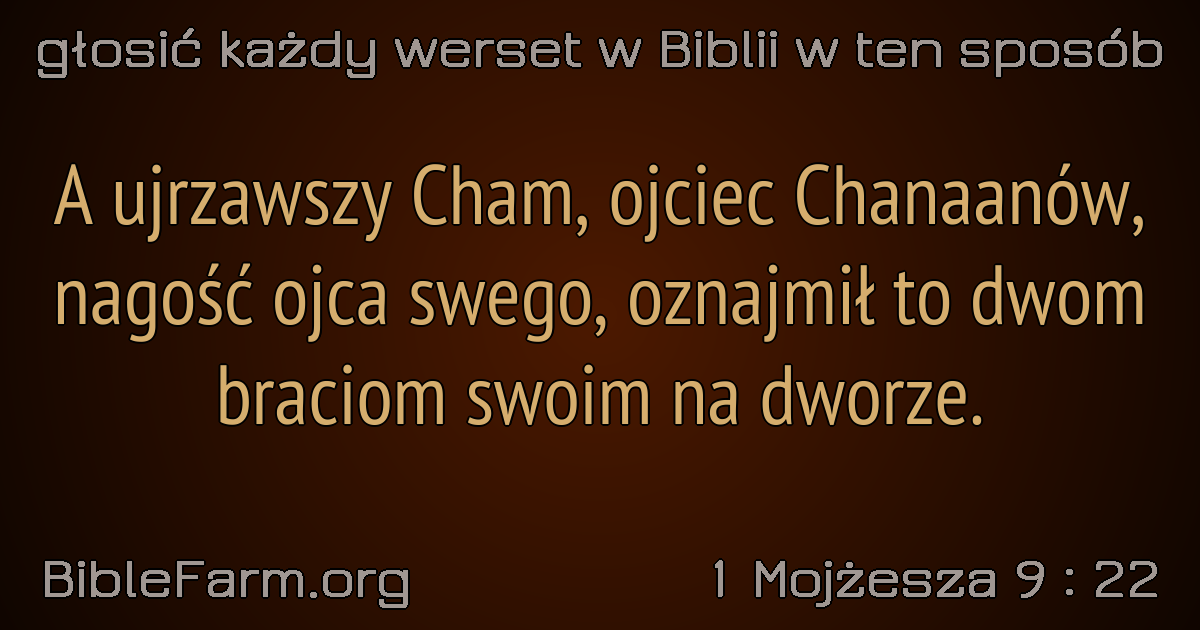 głosić każdy werset w Biblii w ten sposób
A ujrzawszy Cham, ojciec Chanaanów,
nagość ojca swego, oznajmił to dwom
braciom swoim na dworze.
BibleFarm.org
1 Mojżesza 9 : 22